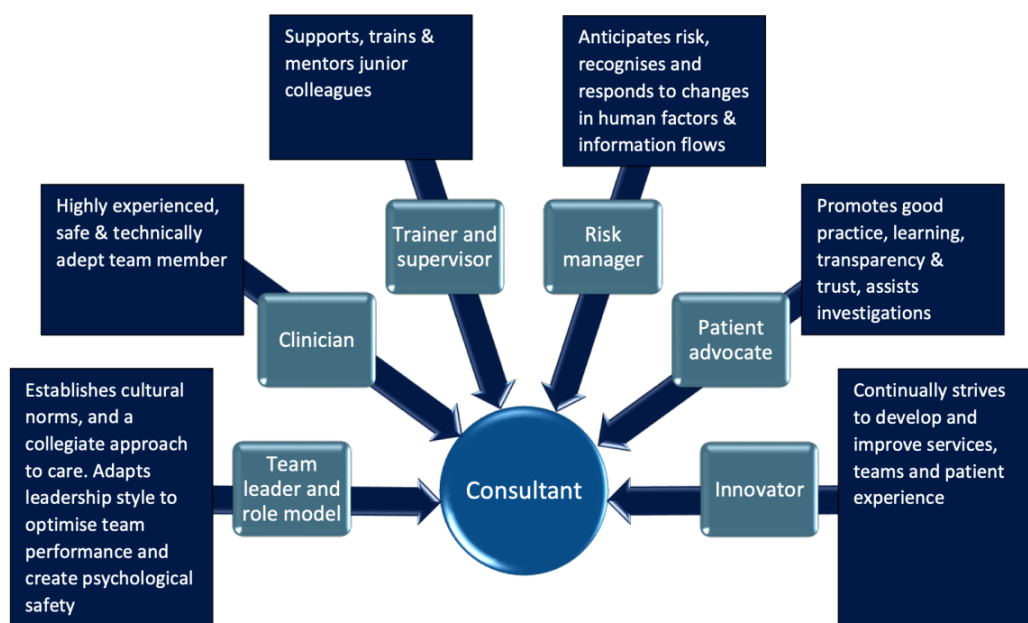 Supports, trains &
mentors junior
colleagues
Anticipates risk,
recognises and
responds to changes
in human factors &
information flows
Highly experienced,
safe & technically
adept team member
Trainer and
supervisor
Risk
manager
Promotes good
practice, learning,
transparency &
trust, assists
investigations
Clinician
Patient
advocate
Establishes cultural
norms, and a
collegiate approach
to care. Adapts
leadership style to
optimise team
performance and
create psychological
safety
Team
leader and
role model
Consultant
Innovator
Continually strives
to develop and
improve services,
teams and patient
experience